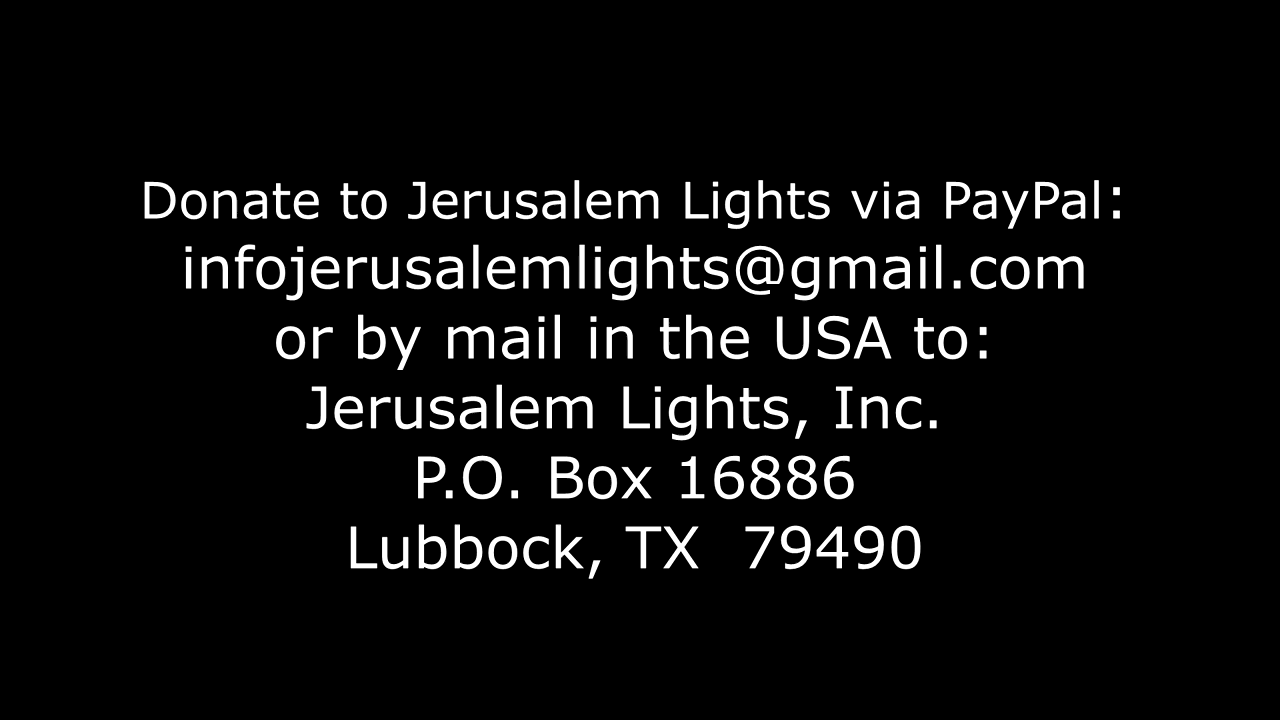 Donate to Jerusalem Lights via PayPal:
infojerusalemlights@gmail.com
or by mail in the USA to:
Jerusalem Lights, Inc.
P.O. Box 16886
Lubbock, TX  79490